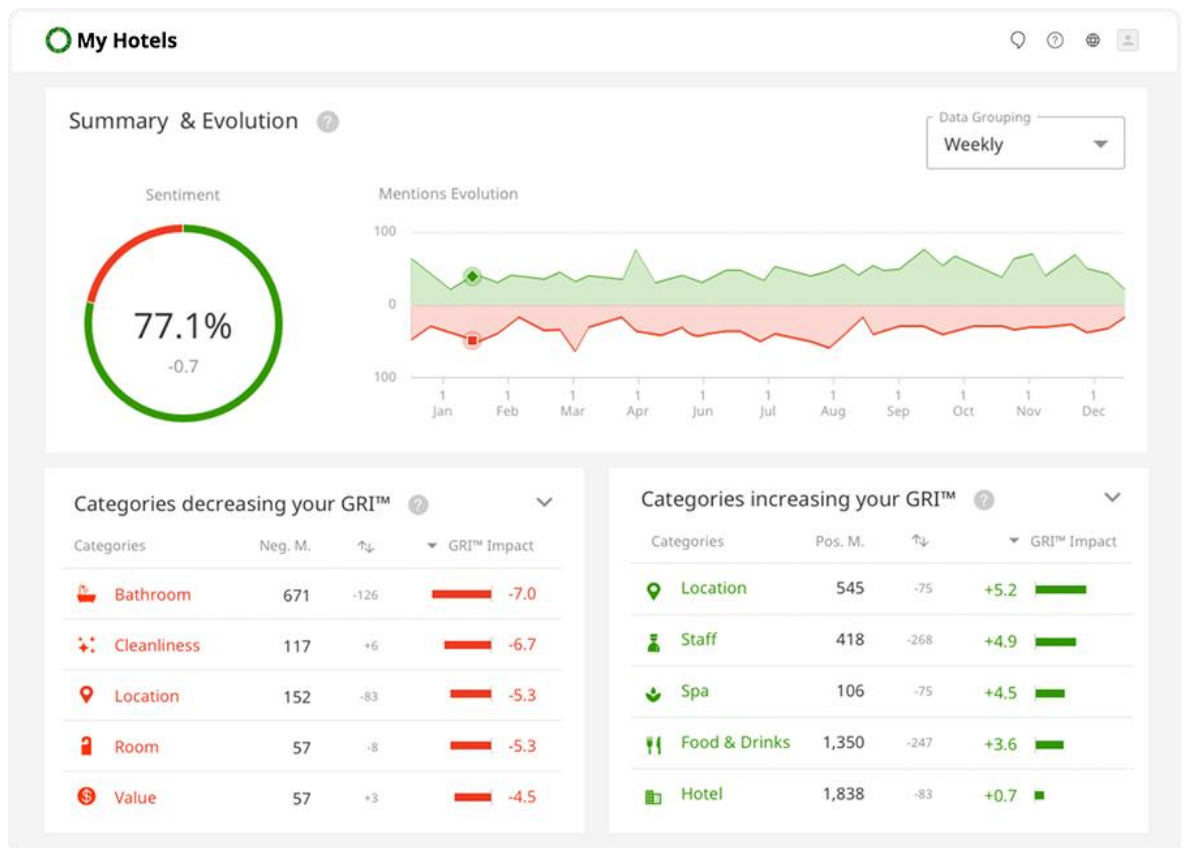 My Hotels
Summary & Evolution ?
Data Grouping
Weekly
Sentiment
77.1%
-0.7
Mentions Evolution
100
0
100
1 1 1 1 1 1 1 1 1 1 1
Jan Feb Mar Apr Jun Jul Aug Sep Oct Nov Dec
Categories decreasing your GRI™ ?
Categories Neg. M. ↑↓ GRI™ Impact
Bathroom 671 -126 -7.0
Cleanliness 117 +6 -6.7
Location 152 -83 -5.3
Room 57 -8 -5.3
Value 57 +3 -4.5
Categories increasing your GRI™ ?
Categories Pos. M. ↑↓ GRI™ Impact
Location 545 -75 +5.2
Staff 418 -268 +4.9
Spa 106 -75 +4.5
Food & Drinks 1,350 -247 +3.6
Hotel 1,838 -83 +0.7